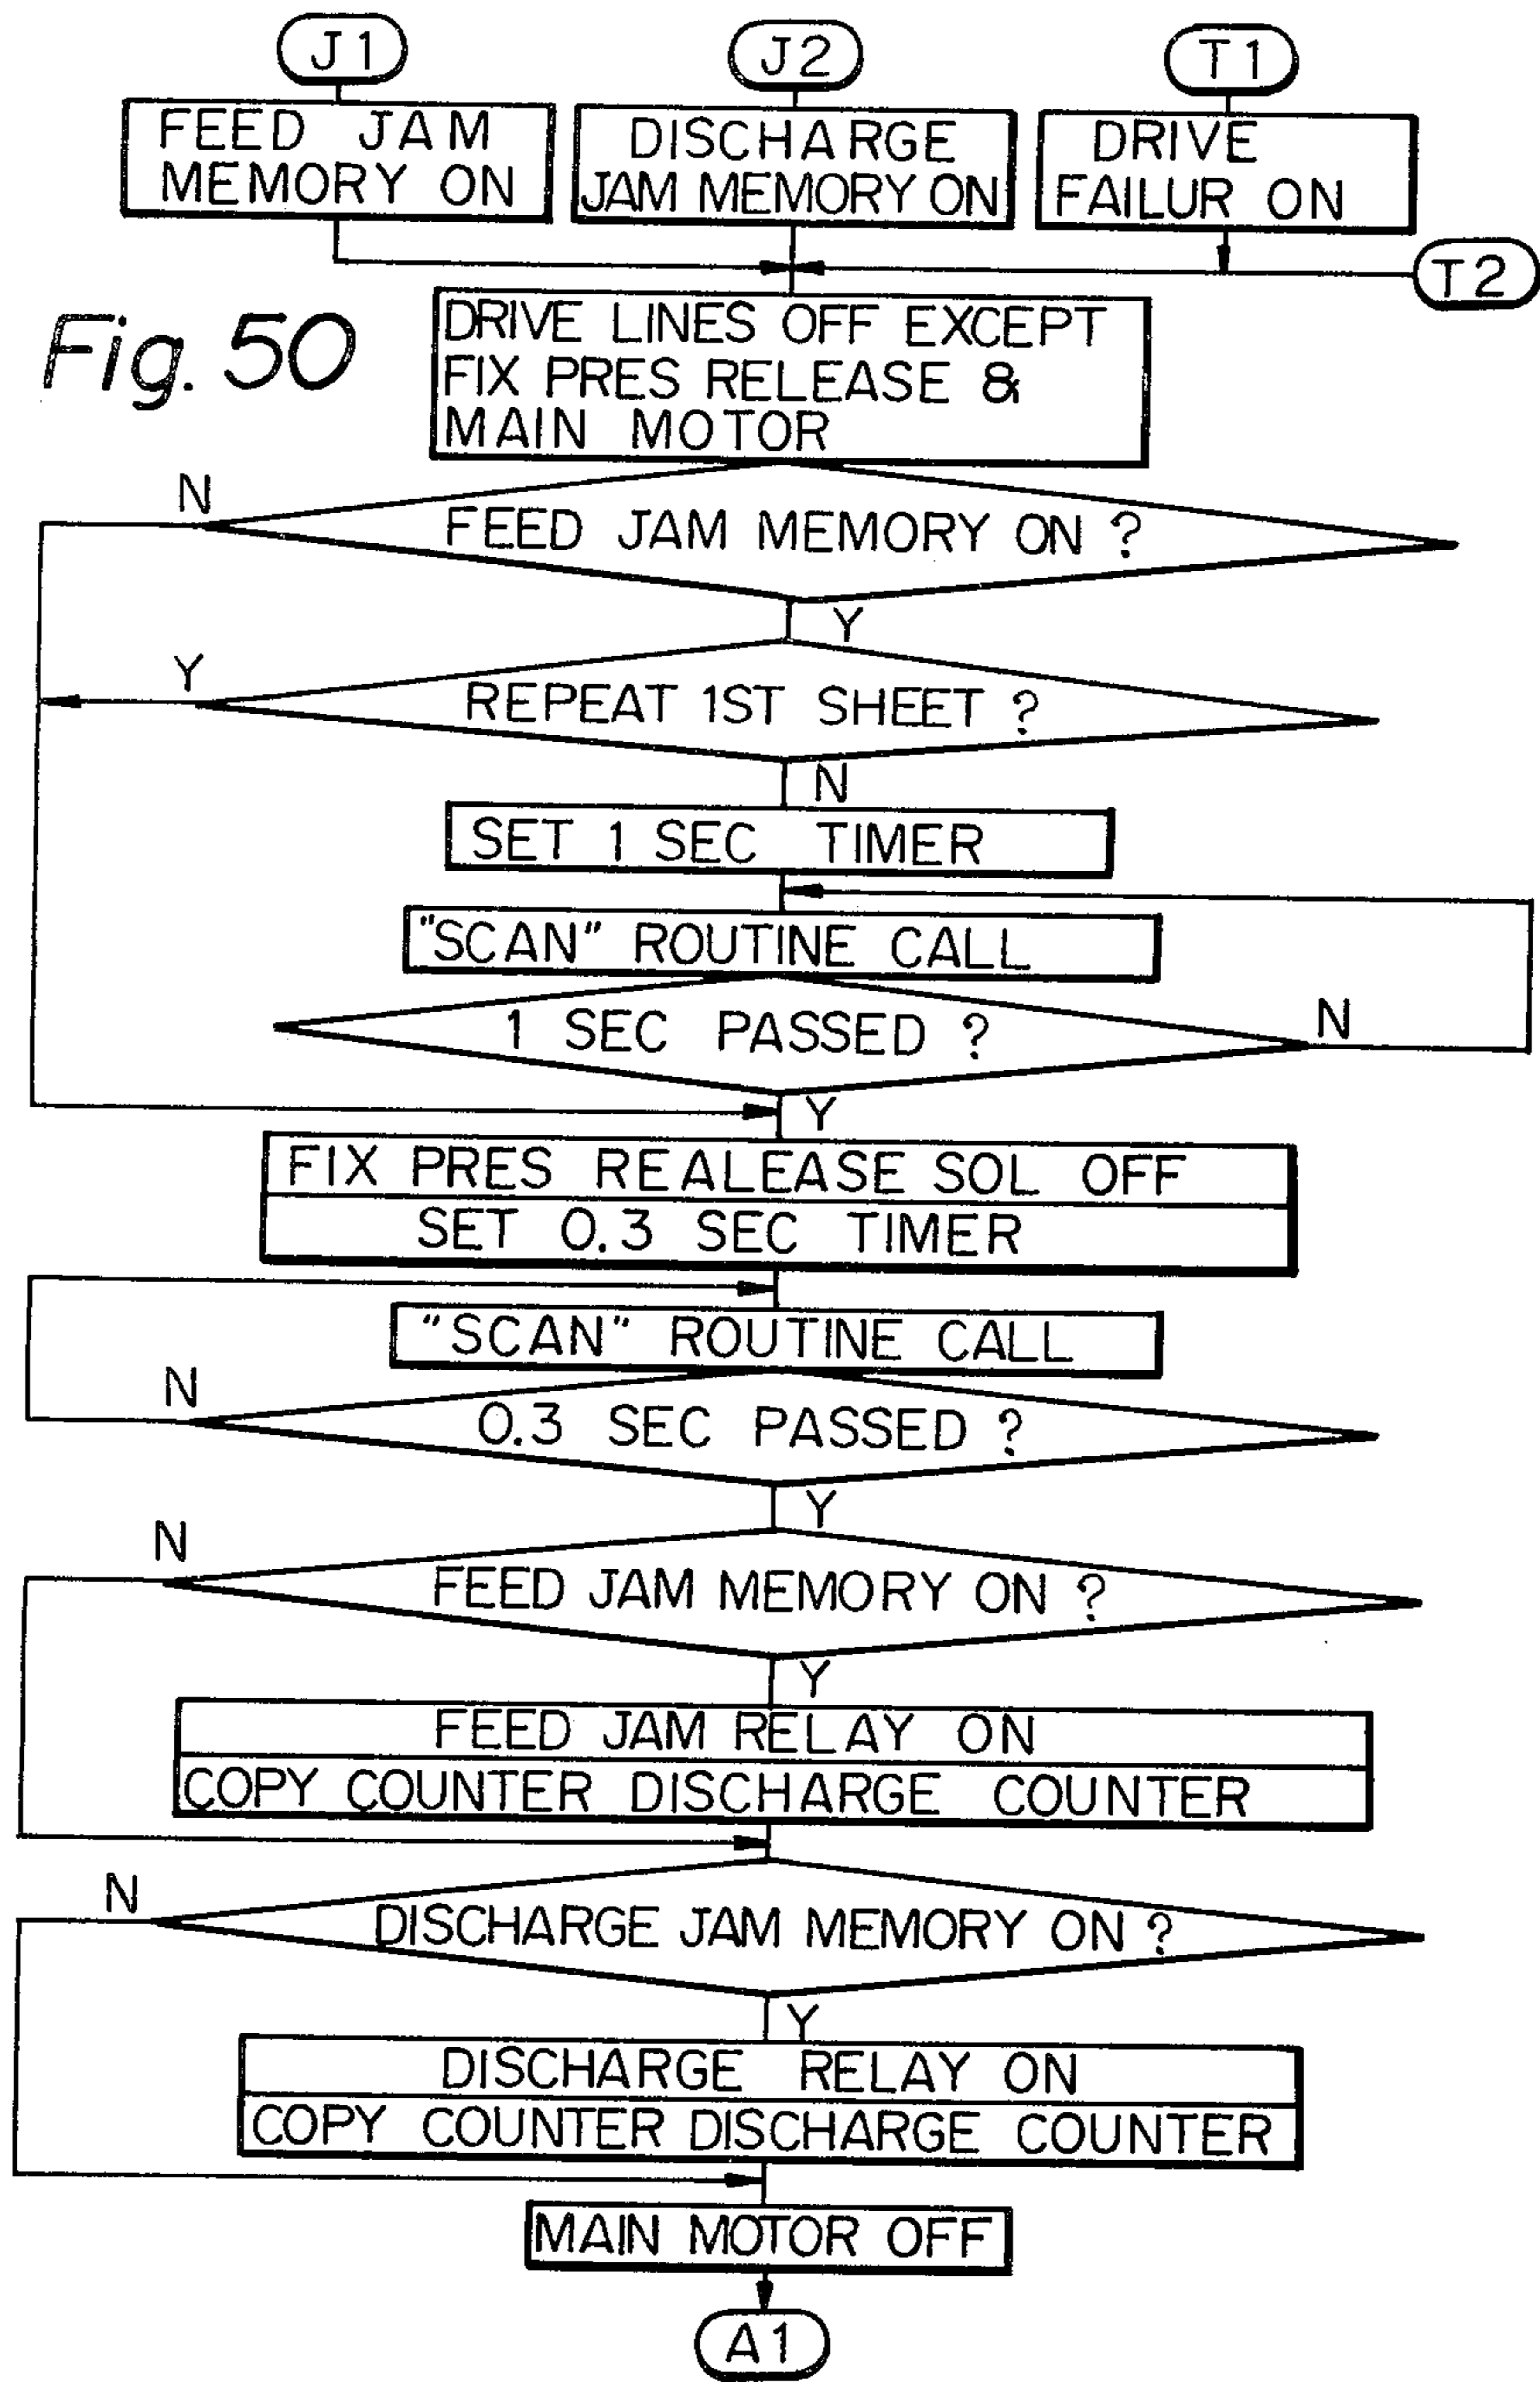 J1
J2
T1
FEED JAM
MEMORY ON
DISCHARGE
JAM MEMORY ON
DRIVE
FAILUR ON
T2
Fig. 50
DRIVE LINES OFF EXCEPT
FIX PRES RELEASE &
MAIN MOTOR
N
FEED JAM MEMORY ON ?
Y
Y
REPEAT 1ST SHEET ?
N
SET 1 SEC TIMER
"SCAN" ROUTINE CALL
1 SEC PASSED ?
N
Y
FIX PRES REALEASE SOL OFF
SET 0.3 SEC TIMER
"SCAN" ROUTINE CALL
N
0.3 SEC PASSED ?
Y
N
FEED JAM MEMORY ON ?
Y
FEED JAM RELAY ON
COPY COUNTER DISCHARGE COUNTER
N
DISCHARGE JAM MEMORY ON ?
Y
DISCHARGE RELAY ON
COPY COUNTER DISCHARGE COUNTER
MAIN MOTOR OFF
A1